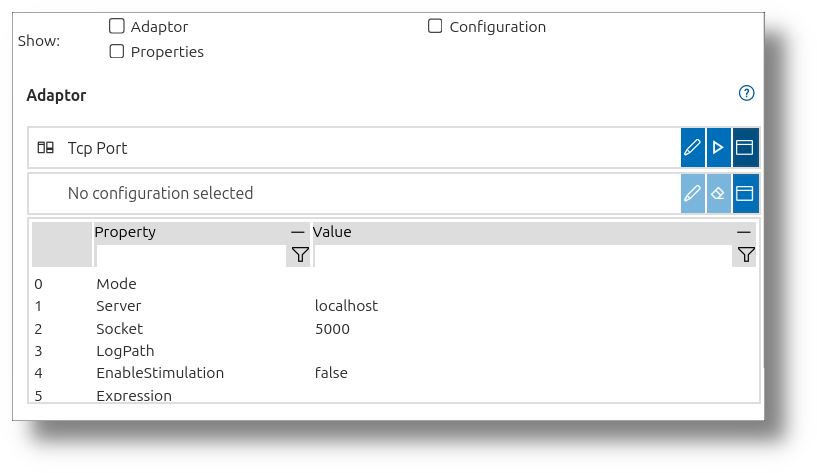 Show:
Adaptor
Configuration
Properties
Adaptor
?
Tcp Port
No configuration selected
Property Value
0 Mode
1 Server localhost
2 Socket 5000
3 LogPath
4 EnableStimulation false
5 Expression